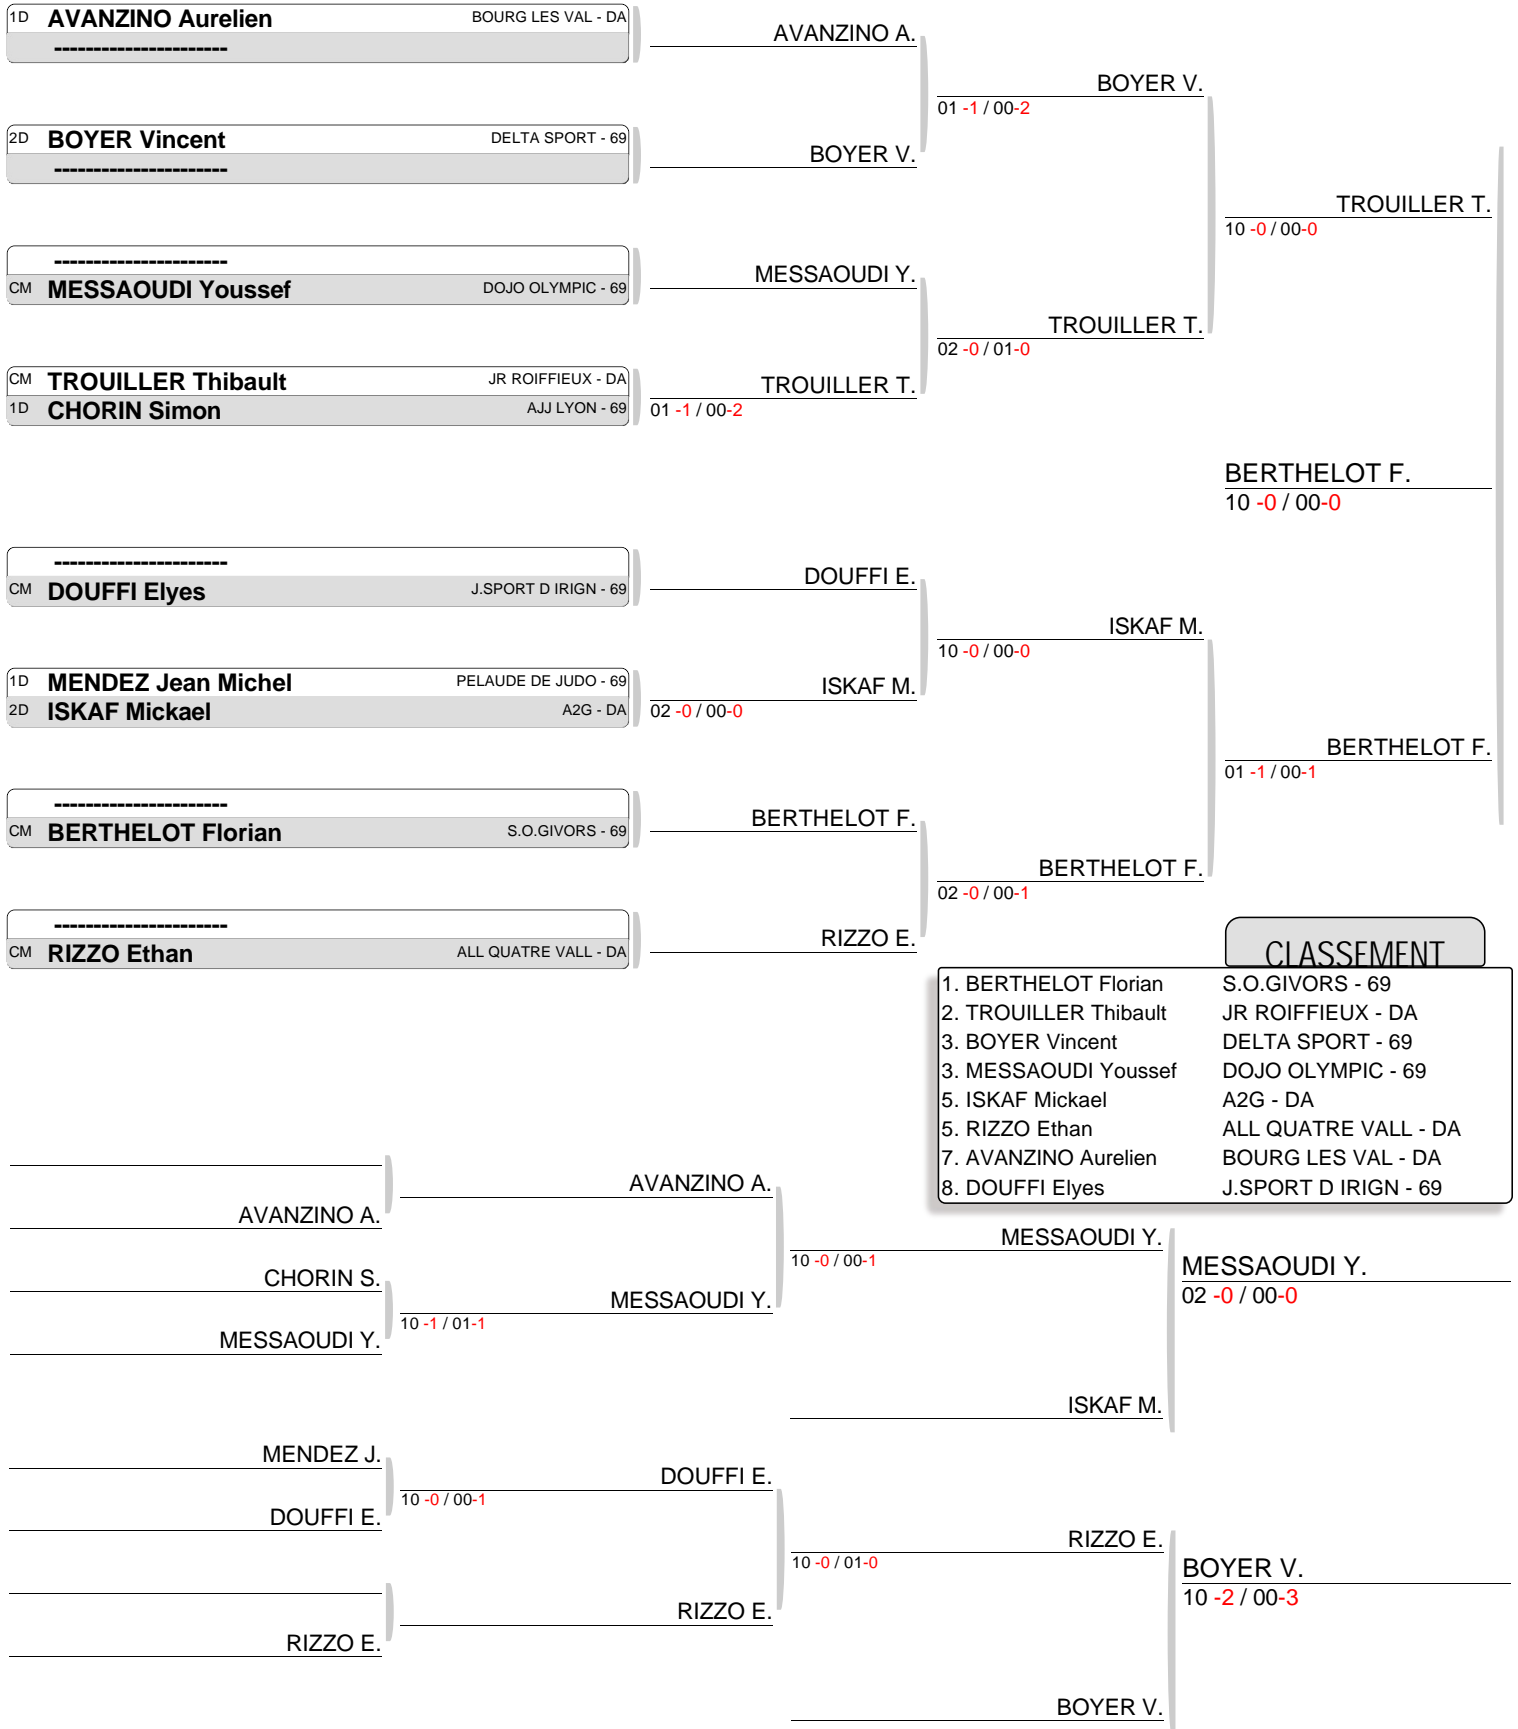 1D AVANZINO Aurelien BOURG LES VAL - DA
----------------------
AVANZINO A.
BOYER V.
01 -1 / 00-2
2D BOYER Vincent DELTA SPORT - 69
----------------------
BOYER V.
TROUILLER T.
10 -0 / 00-0
----------------------
CM MESSAOUDI Youssef DOJO OLYMPIC - 69
MESSAOUDI Y.
TROUILLER T.
02 -0 / 01-0
CM TROUILLER Thibault JR ROIFFIEUX - DA
1D CHORIN Simon AJJ LYON - 69
TROUILLER T.
01 -1 / 00-2
BERTHELOT F.
10 -0 / 00-0
----------------------
CM DOUFFI Elyes J.SPORT D IRIGN - 69
DOUFFI E.
ISKAF M.
10 -0 / 00-0
1D MENDEZ Jean Michel PELAUDE DE JUDO - 69
2D ISKAF Mickael A2G - DA
ISKAF M.
02 -0 / 00-0
BERTHELOT F.
01 -1 / 00-1
----------------------
CM BERTHELOT Florian S.O.GIVORS - 69
BERTHELOT F.
BERTHELOT F.
02 -0 / 00-1
----------------------
CM RIZZO Ethan ALL QUATRE VALL - DA
RIZZO E.
CLASSEMENT
1. BERTHELOT Florian S.O.GIVORS - 69
2. TROUILLER Thibault JR ROIFFIEUX - DA
3. BOYER Vincent DELTA SPORT - 69
3. MESSAOUDI Youssef DOJO OLYMPIC - 69
5. ISKAF Mickael A2G - DA
5. RIZZO Ethan ALL QUATRE VALL - DA
7. AVANZINO Aurelien BOURG LES VAL - DA
8. DOUFFI Elyes J.SPORT D IRIGN - 69
AVANZINO A.
AVANZINO A.
MESSAOUDI Y.
10 -0 / 00-1
MESSAOUDI Y.
02 -0 / 00-0
CHORIN S.
MESSAOUDI Y.
10 -1 / 01-1
MESSAOUDI Y.
ISKAF M.
MENDEZ J.
DOUFFI E.
10 -0 / 00-1
DOUFFI E.
RIZZO E.
10 -0 / 01-0
BOYER V.
10 -2 / 00-3
RIZZO E.
RIZZO E.
BOYER V.